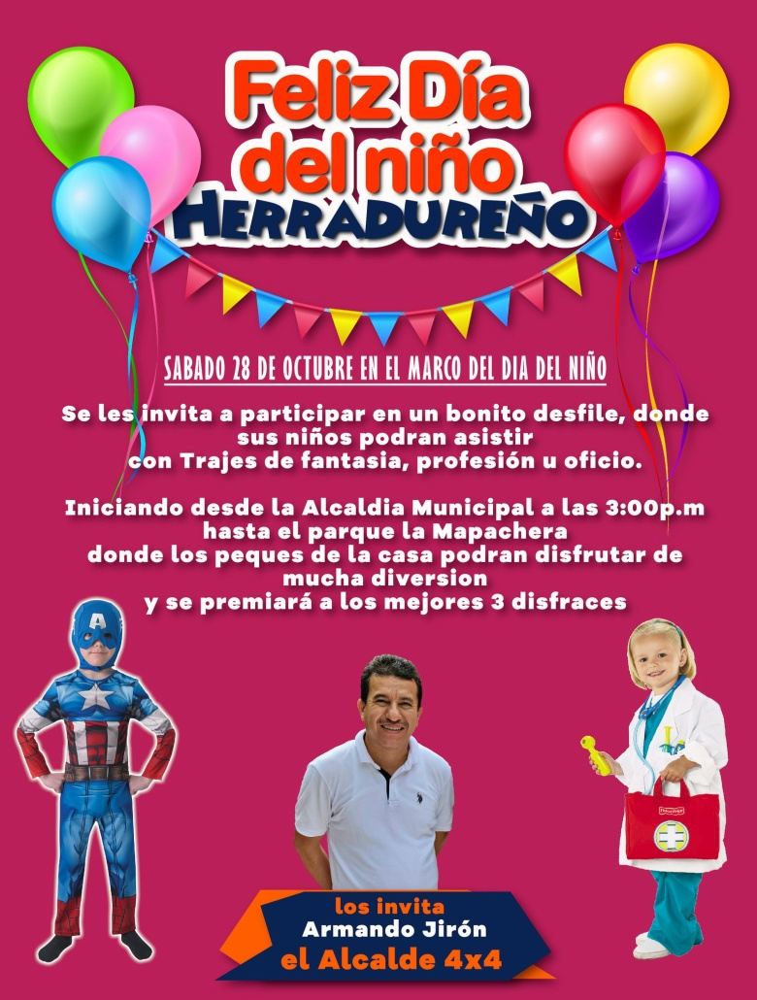 Feliz Día
del niño
HERRADUREÑO
SABADO 28 DE OCTUBRE EN EL MARCO DEL DIA DEL NIÑO
Se les invita a participar en un bonito desfile, donde
sus niños podran asistir
con Trajes de fantasia, profesión u oficio.
Iniciando desde la Alcaldia Municipal a las 3:00p.m
hasta el parque la Mapachera
donde los peques de la casa podran disfrutar de
mucha diversion
y se premiará a los mejores 3 disfraces
A
los invita
Armando Jirón
el Alcalde 4x4